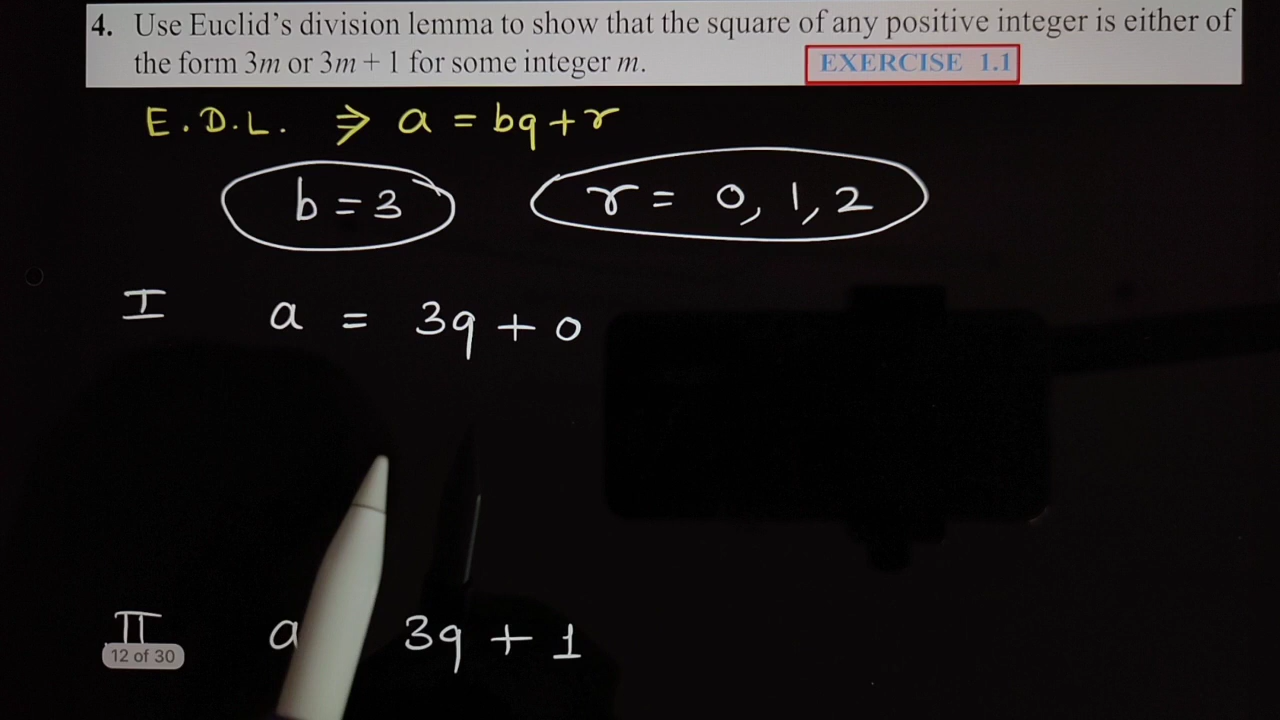 4. Use Euclid's division lemma to show that the square of any positive integer is either of
the form 3m or 3m + 1 for some integer m.
EXERCISE 1.1
E.D.L. ⇒ a = bq + r
b = 3
r = 0, 1, 2
I a = 3q + 0
II a 3q + 1
12 of 30